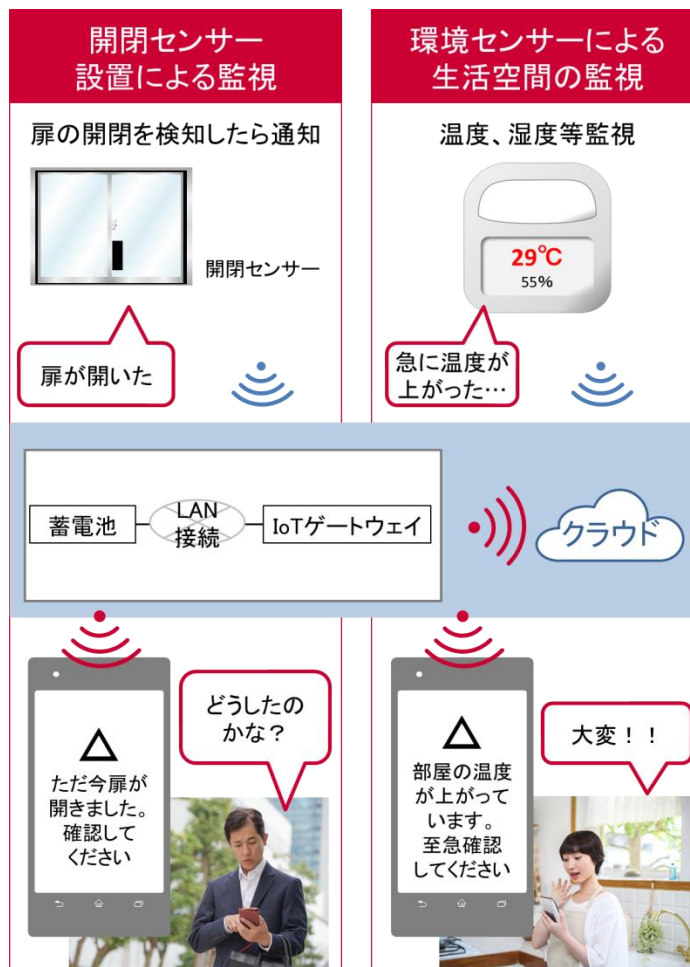 開閉センサー
設置による監視
扉の開閉を検知したら通知
開閉センサー
扉が開いた
環境センサーによる
生活空間の監視
温度、湿度等監視
29℃
55%
急に温度が
上がった…
蓄電池
LAN
接続
IoTゲートウェイ
クラウド
ただ今扉が
開きました。
確認して
ください
どうしたの
かな？
部屋の温度
が上がって
います。
至急確認
してください
大変！！